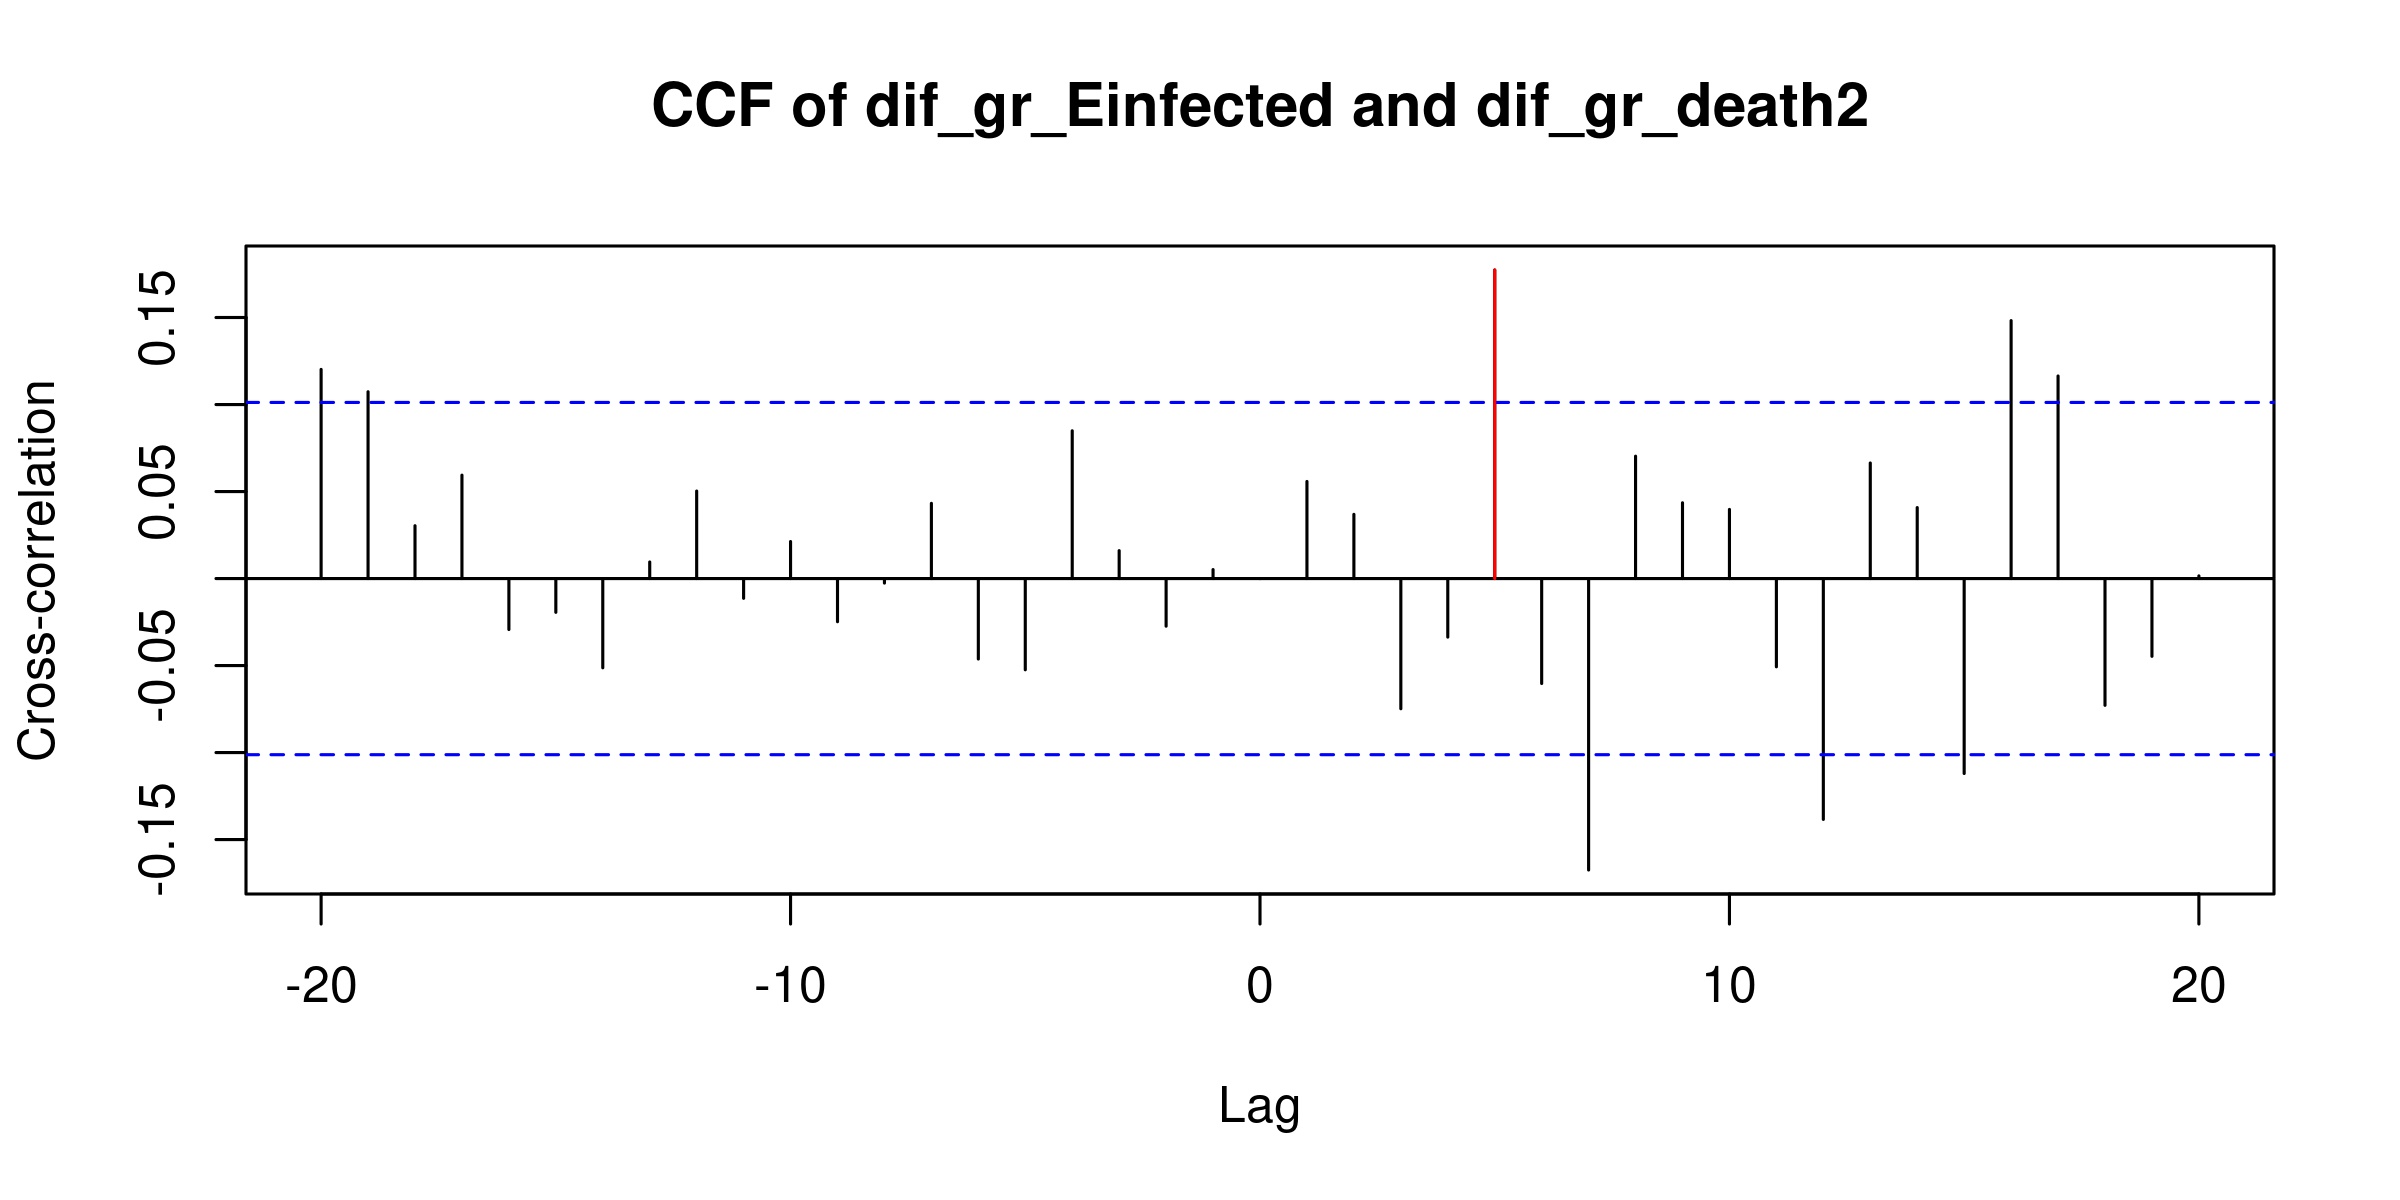 CCF of dif_gr_Einfected and dif_gr_death2
Cross-correlation
0.15
0.05
-0.05
-0.15
-20 -10 0 10 20
Lag